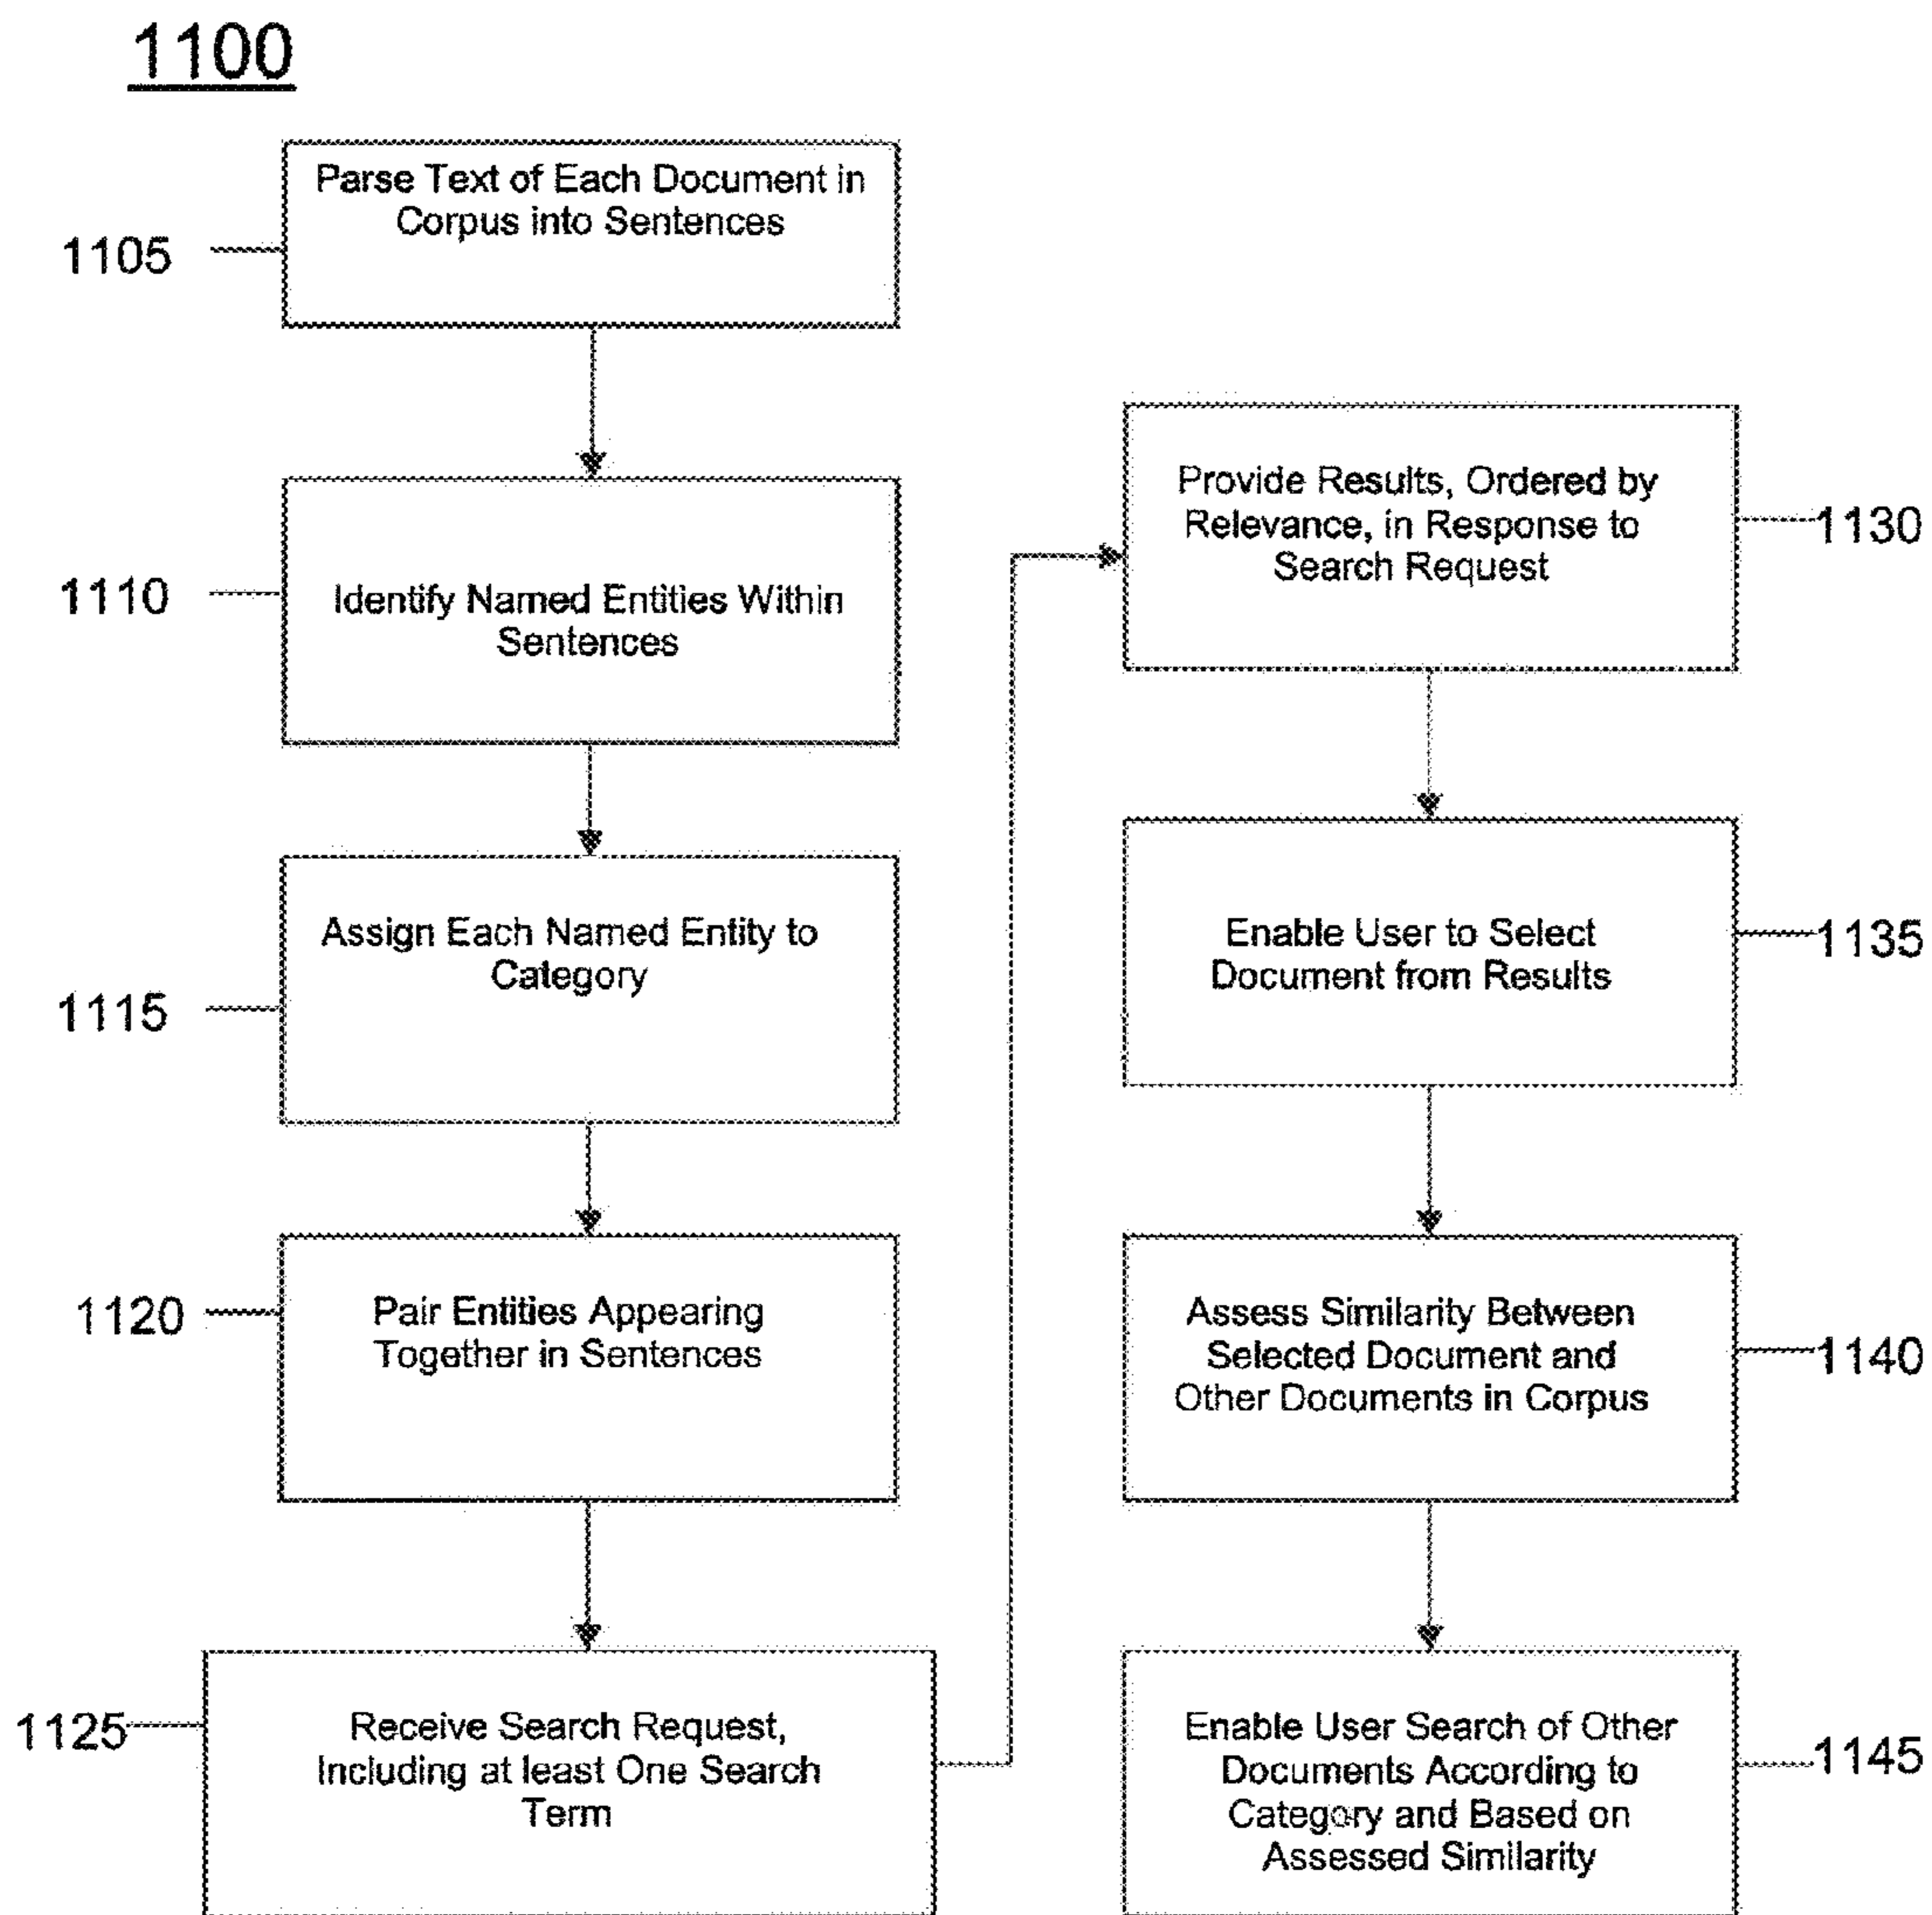 1100
Parse Text of Each Document in
Corpus into Sentences
1105
Identify Named Entities Within
Sentences
1110
Assign Each Named Entity to
Category
1115
Pair Entities Appearing
Together in Sentences
1120
Receive Search Request,
Including at least One Search
Term
1125
Provide Results, Ordered by
Relevance, in Response to
Search Request
1130
Enable User to Select
Document from Results
1135
Assess Similarity Between
Selected Document and
Other Documents in Corpus
1140
Enable User Search of Other
Documents According to
Category and Based on
Assessed Similarity
1145